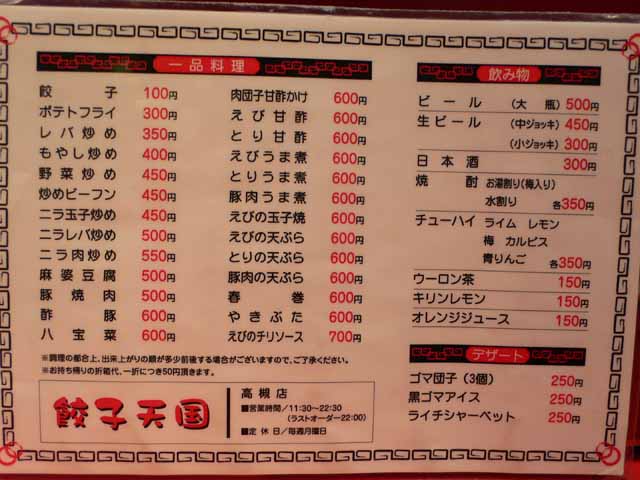 一品料理
餃子 100円
ポテトフライ 300円
レバ炒め 350円
もやし炒め 400円
野菜炒め 450円
炒めビーフン 450円
ニラ玉子炒め 450円
ニラレバ炒め 500円
ニラ肉炒め 550円
麻婆豆腐 500円
豚焼肉 500円
酢豚 600円
八宝菜 600円
肉団子甘酢かけ 600円
えび甘酢 600円
とり甘酢 600円
えびうま煮 600円
とりうま煮 600円
豚肉うま煮 600円
えびの玉子焼 600円
えびの天ぷら 600円
とりの天ぷら 600円
豚肉の天ぷら 600円
春巻 600円
やきぶた 600円
えびのチリソース 700円
※調理の都合上、出来上がりの順が多少前後する場合がございますので、ご了承ください。
※お持ち帰りの折箱代、一折につき50円頂きます。
餃子天国
高槻店
■営業時間/11:30〜22:30
(ラストオーダー22:00)
■定休日/毎週月曜日
飲み物
ビール (大瓶) 500円
生ビール (中ジョッキ) 450円
(小ジョッキ) 300円
日本酒 300円
焼酎 お湯割り(梅入り)
水割り 各350円
チューハイ ライム レモン
梅 カルピス
青りんご 各350円
ウーロン茶 150円
キリンレモン 150円
オレンジジュース 150円
デザート
ゴマ団子(3個) 250円
黒ゴマアイス 250円
ライチシャーベット 250円